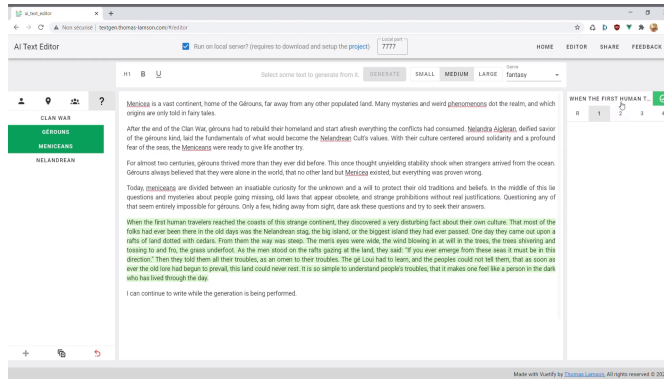 ai_text_editor
Non sécurisé | textgen.thomas-lamson.com/#/editor
AI Text Editor
Run on local server? (requires to download and setup the project)
Local port
7777
HOME EDITOR SHARE FEEDBACK
H1 B U
Select some text to generate from it.
GENERATE
SMALL MEDIUM LARGE
Genre
fantasy
?
CLAN WAR
GÉROUNS
MENICEANS
NELANDREAN
Menicea is a vast continent, home of the Gérouns, far away from any other populated land. Many mysteries and weird phenomenons dot the realm, and which
origins are only told in fairy tales.
After the end of the Clan War, gérouns had to rebuild their homeland and start afresh everything the conflicts had consumed. Nelandra Aigleran, deified savior
of the gérouns kind, laid the fundamentals of what would become the Nelandrean Cult's values. With their culture centered around solidarity and a profound
fear of the seas, the Meniceans were ready to give life another try.
For almost two centuries, gérouns thrived more than they ever did before. This once thought unyielding stability shook when strangers arrived from the ocean.
Gérouns always believed that they were alone in the world, that no other land but Menicea existed, but everything was proven wrong.
Today, meniceans are divided between an insatiable curiosity for the unknown and a will to protect their old traditions and beliefs. In the middle of this lie
questions and mysteries about people going missing, old laws that appear obsolete, and strange prohibitions without real justifications. Questioning any of
that seem entirely impossible for gérouns. Only a few, hiding away from sight, dare ask these questions and try to seek their answers.
When the first human travelers reached the coasts of this strange continent, they discovered a very disturbing fact about their own culture. That most of the
folks had ever been there in the old days was the Nelandrean stag, the big island, or the biggest island they had ever passed. One day they came out upon a
rafts of land dotted with cedars. From them the way was steep. The men's eyes were wide, the wind blowing in at will in the trees, the trees shivering and
tossing to and fro, the grass underfoot. As the men stood on the rafts gazing at the land, they said: "If you ever emerge from these seas it must be in this
direction." Then they told them all their troubles, as an omen to their troubles. The gé Loui had to learn, and the peoples could not tell them, that as soon as
ever the old lore had begun to prevail, this land could never rest. It is so simple to understand people's troubles, that it makes one feel like a person in the dark
who has lived through the day.
I can continue to write while the generation is being performed.
WHEN THE FIRST HUMAN T...
R 1 2 3 4
Made with Vuetify by Thomas Lamson. All rights reserved © 202